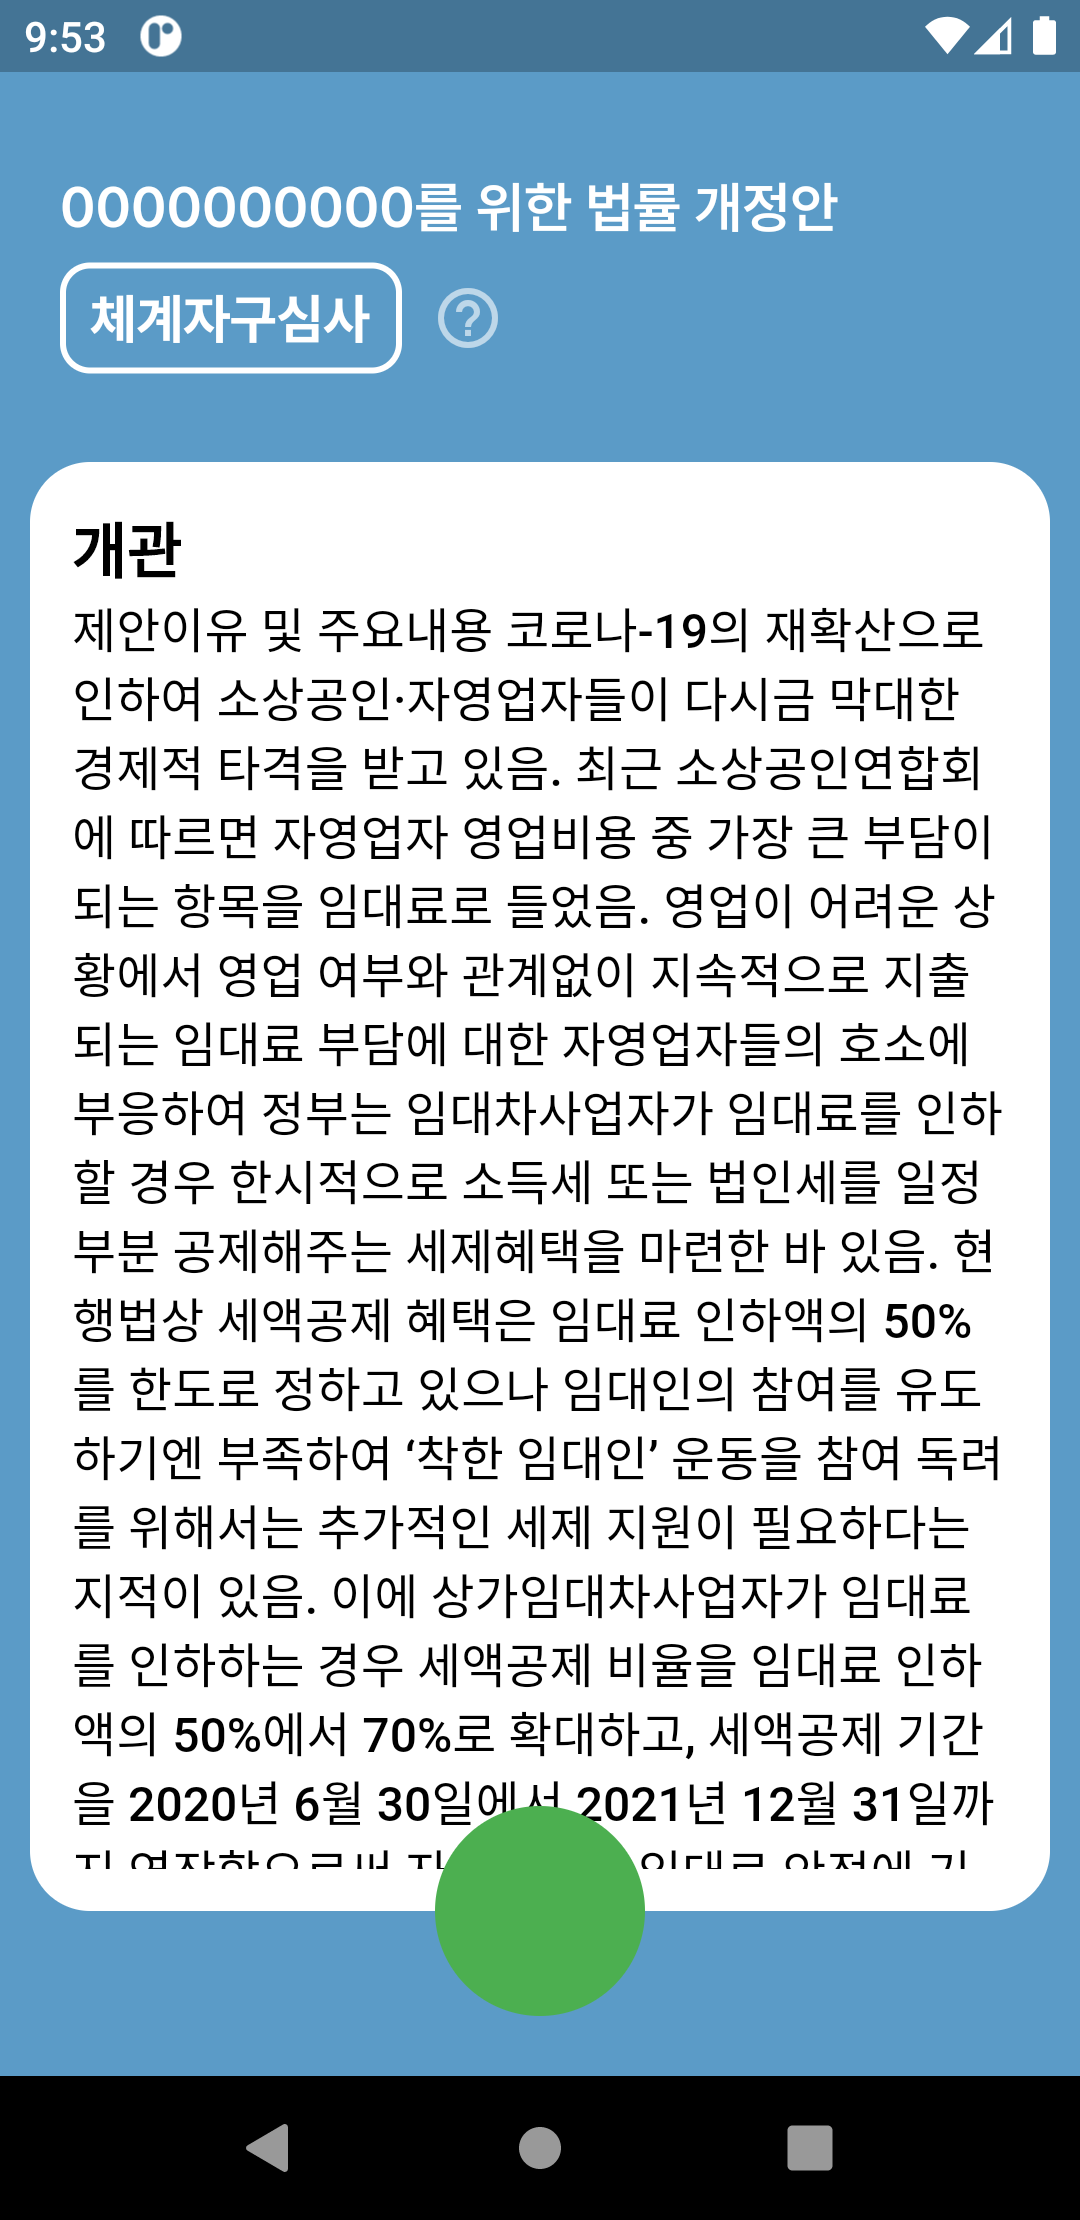 9:53
OOOOOOOOOO를 위한 법률 개정안
체계자구심사
?
개관
제안이유 및 주요내용 코로나-19의 재확산으로
인하여 소상공인·자영업자들이 다시금 막대한
경제적 타격을 받고 있음. 최근 소상공인연합회
에 따르면 자영업자 영업비용 중 가장 큰 부담이
되는 항목을 임대료로 들었음. 영업이 어려운 상
황에서 영업 여부와 관계없이 지속적으로 지출
되는 임대료 부담에 대한 자영업자들의 호소에
부응하여 정부는 임대차사업자가 임대료를 인하
할 경우 한시적으로 소득세 또는 법인세를 일정
부분 공제해주는 세제혜택을 마련한 바 있음. 현
행법상 세액공제 혜택은 임대료 인하액의 50%
를 한도로 정하고 있으나 임대인의 참여를 유도
하기엔 부족하여 ‘착한 임대인’ 운동을 참여 독려
를 위해서는 추가적인 세제 지원이 필요하다는
지적이 있음. 이에 상가임대차사업자가 임대료
를 인하하는 경우 세액공제 비율을 임대료 인하
액의 50%에서 70%로 확대하고, 세액공제 기간
을 2020년 6월 30일에서 2021년 12월 31일까